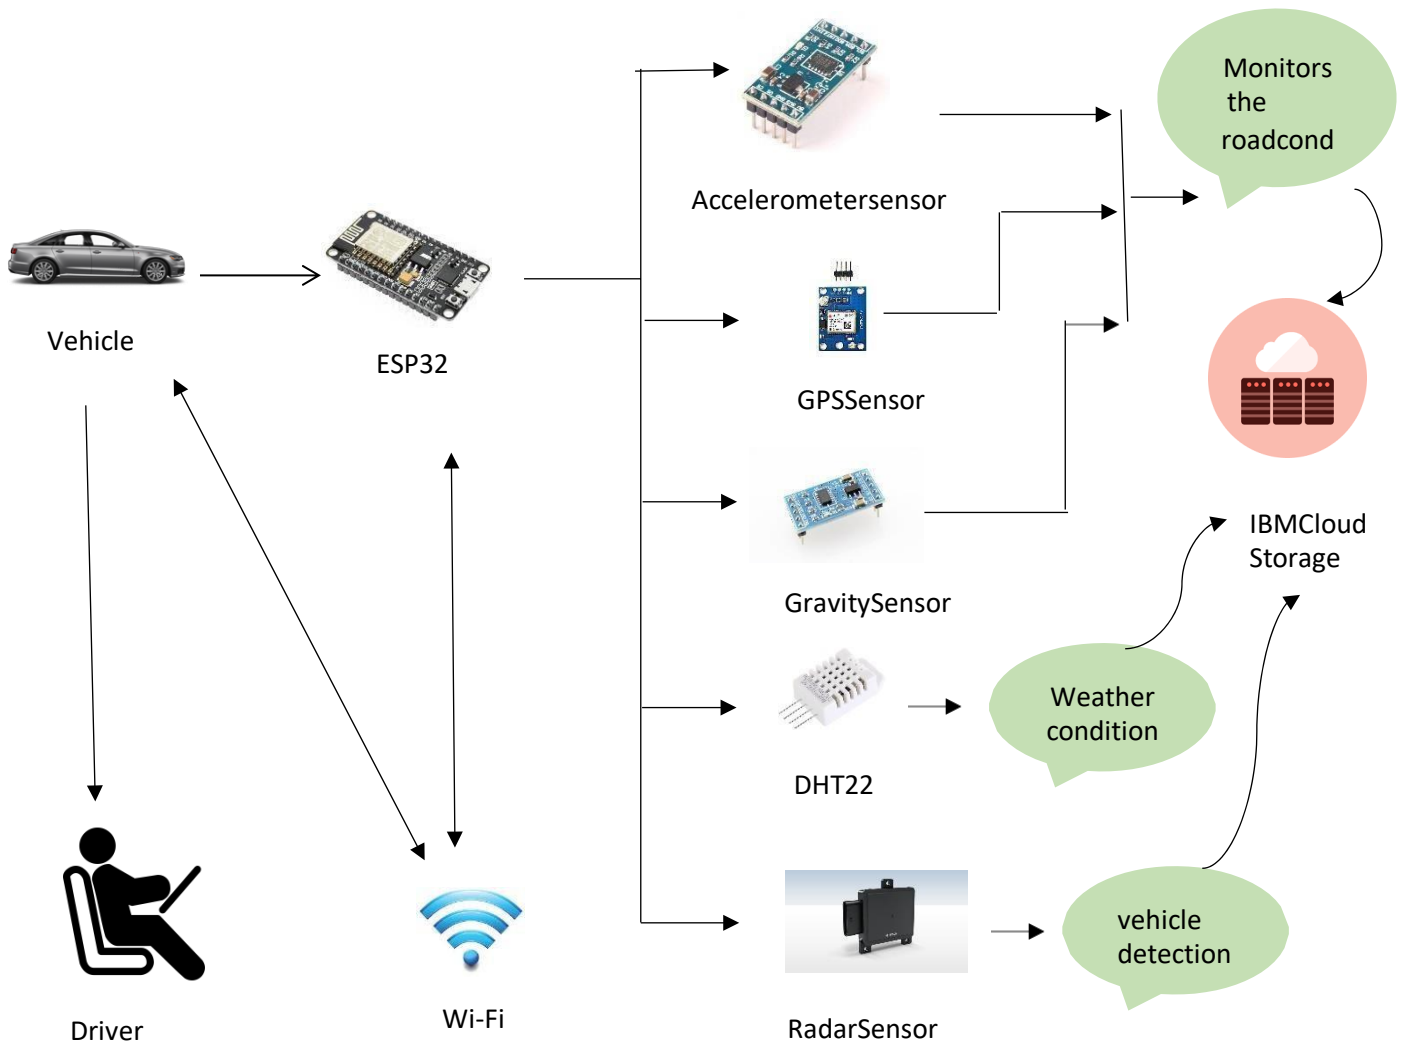 Monitors
the
roadcond
Accelerometersensor
Vehicle
ESP32
GPSSensor
IBMCloud
Storage
GravitySensor
Weather
condition
DHT22
vehicle
detection
Wi-Fi
Driver
RadarSensor